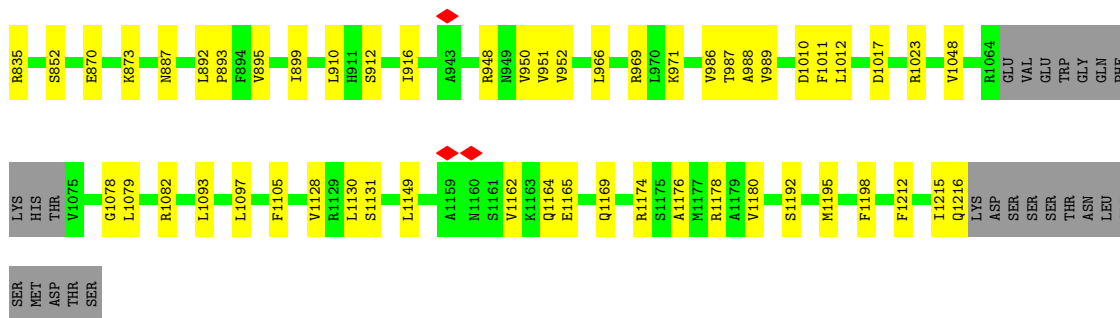 R835 S852 E870 K873 N887 L892 P893 F894 V895 I899 L910 H911 S912 I916 A943 R948 N949 V950 V951 V952 L966 R969 L970 K971 V986 T987 A988 V989 D1010 F1011 L1012 D1017 R1023 V1048 R1064 GLU VAL GLU TRP GLY GLN PHE
LYS HIS THR V1075 G1078 L1079 R1082 L1093 L1097 F1105 V1128 R1129 L1130 S1131 L1149 A1159 N1160 S1161 V1162 K1163 Q1164 E1165 Q1169 R1174 S1175 A1176 M1177 R1178 A1179 V1180 S1192 M1195 F1198 F1212 I1215 Q1216 LYS ASP SER SER SER THR ASN LEU
SER MET ASP THR SER